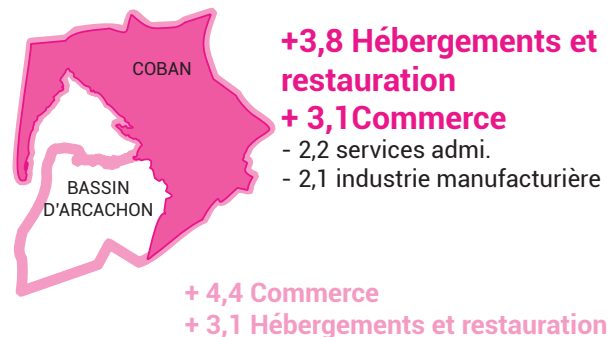 COBAN
BASSIN
D'ARCACHON
+3,8 Hébergements et
restauration
+ 3,1Commerce
- 2,2 services admi.
- 2,1 industrie manufacturière
+ 4,4 Commerce
+ 3,1 Hébergements et restauration